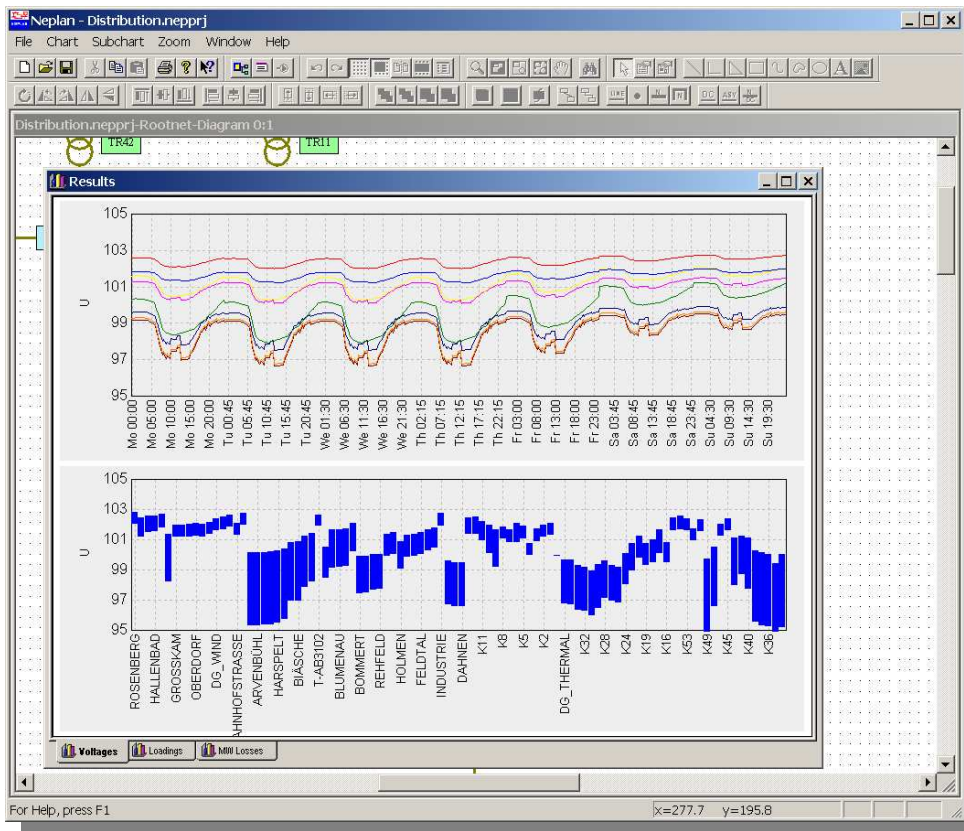 Neplan - Distribution.nepprj
File Chart Subchart Zoom Window Help
LINE N DC ASY
Distribution.nepprj-Rootnet-Diagram 0:1
TR42 TR11
Results
105
103
101
99
97
95
U
Mo 00:00
Mo 05:00
Mo 10:00
Mo 15:00
Mo 20:00
Tu 00:45
Tu 05:45
Tu 10:45
Tu 15:45
Tu 20:45
We 01:30
We 06:30
We 11:30
We 16:30
We 21:30
Th 02:15
Th 07:15
Th 12:15
Th 17:15
Th 22:15
Fr 03:00
Fr 08:00
Fr 13:00
Fr 18:00
Fr 23:00
Sa 03:45
Sa 08:45
Sa 13:45
Sa 18:45
Sa 23:45
Su 04:30
Su 09:30
Su 14:30
Su 19:30
105
103
101
99
97
95
U
ROSENBERG
HALLENBAD
GROSSKAM
OBERDORF
DG_WIND
AHNHOFSTRASSE
ARVENBÜHL
HARSPELT
BIÄSCHE
T-AB3102
BLUMENAU
BOMMERT
REHFELD
HOLMEN
FELDTAL
INDUSTRIE
DAHNEN
K11
K8
K5
K2
DG_THERMAL
K32
K28
K24
K19
K16
K53
K49
K45
K40
K36
Voltages Loadings MW Losses
For Help, press F1
x=277.7 y=195.8